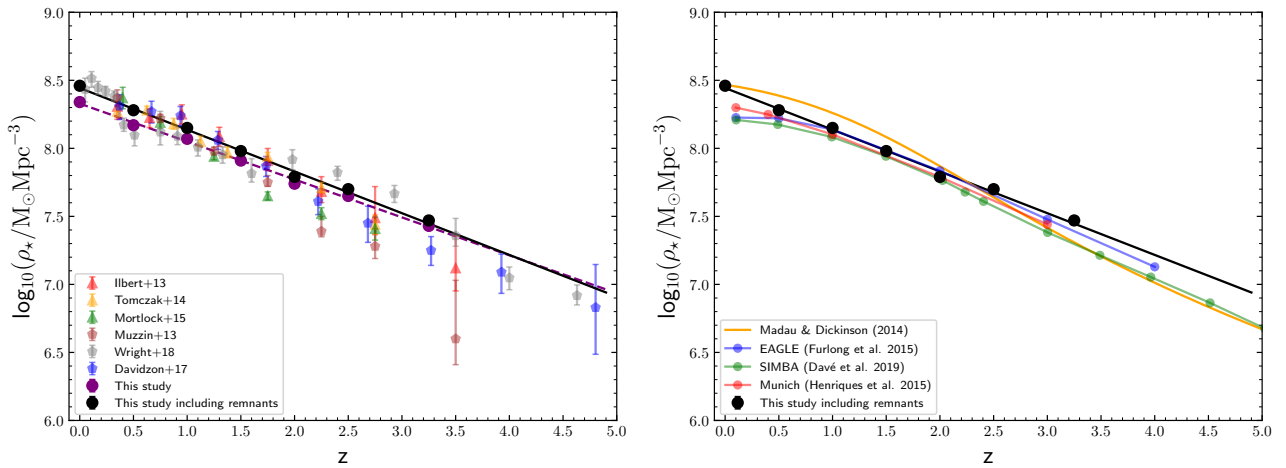 9.0
8.5
8.0
7.5
7.0
6.5
6.0
log₁₀(ρ⋆/M⊙Mpc⁻³)
Ilbert+13
Tomczak+14
Mortlock+15
Muzzin+13
Wright+18
Davidzon+17
This study
This study including remnants
0.0 0.5 1.0 1.5 2.0 2.5 3.0 3.5 4.0 4.5 5.0
z
9.0
8.5
8.0
7.5
7.0
6.5
6.0
log₁₀(ρ⋆/M⊙Mpc⁻³)
Madau & Dickinson (2014)
EAGLE (Furlong et al. 2015)
SIMBA (Davé et al. 2019)
Munich (Henriques et al. 2015)
This study including remnants
0.0 0.5 1.0 1.5 2.0 2.5 3.0 3.5 4.0 4.5 5.0
z